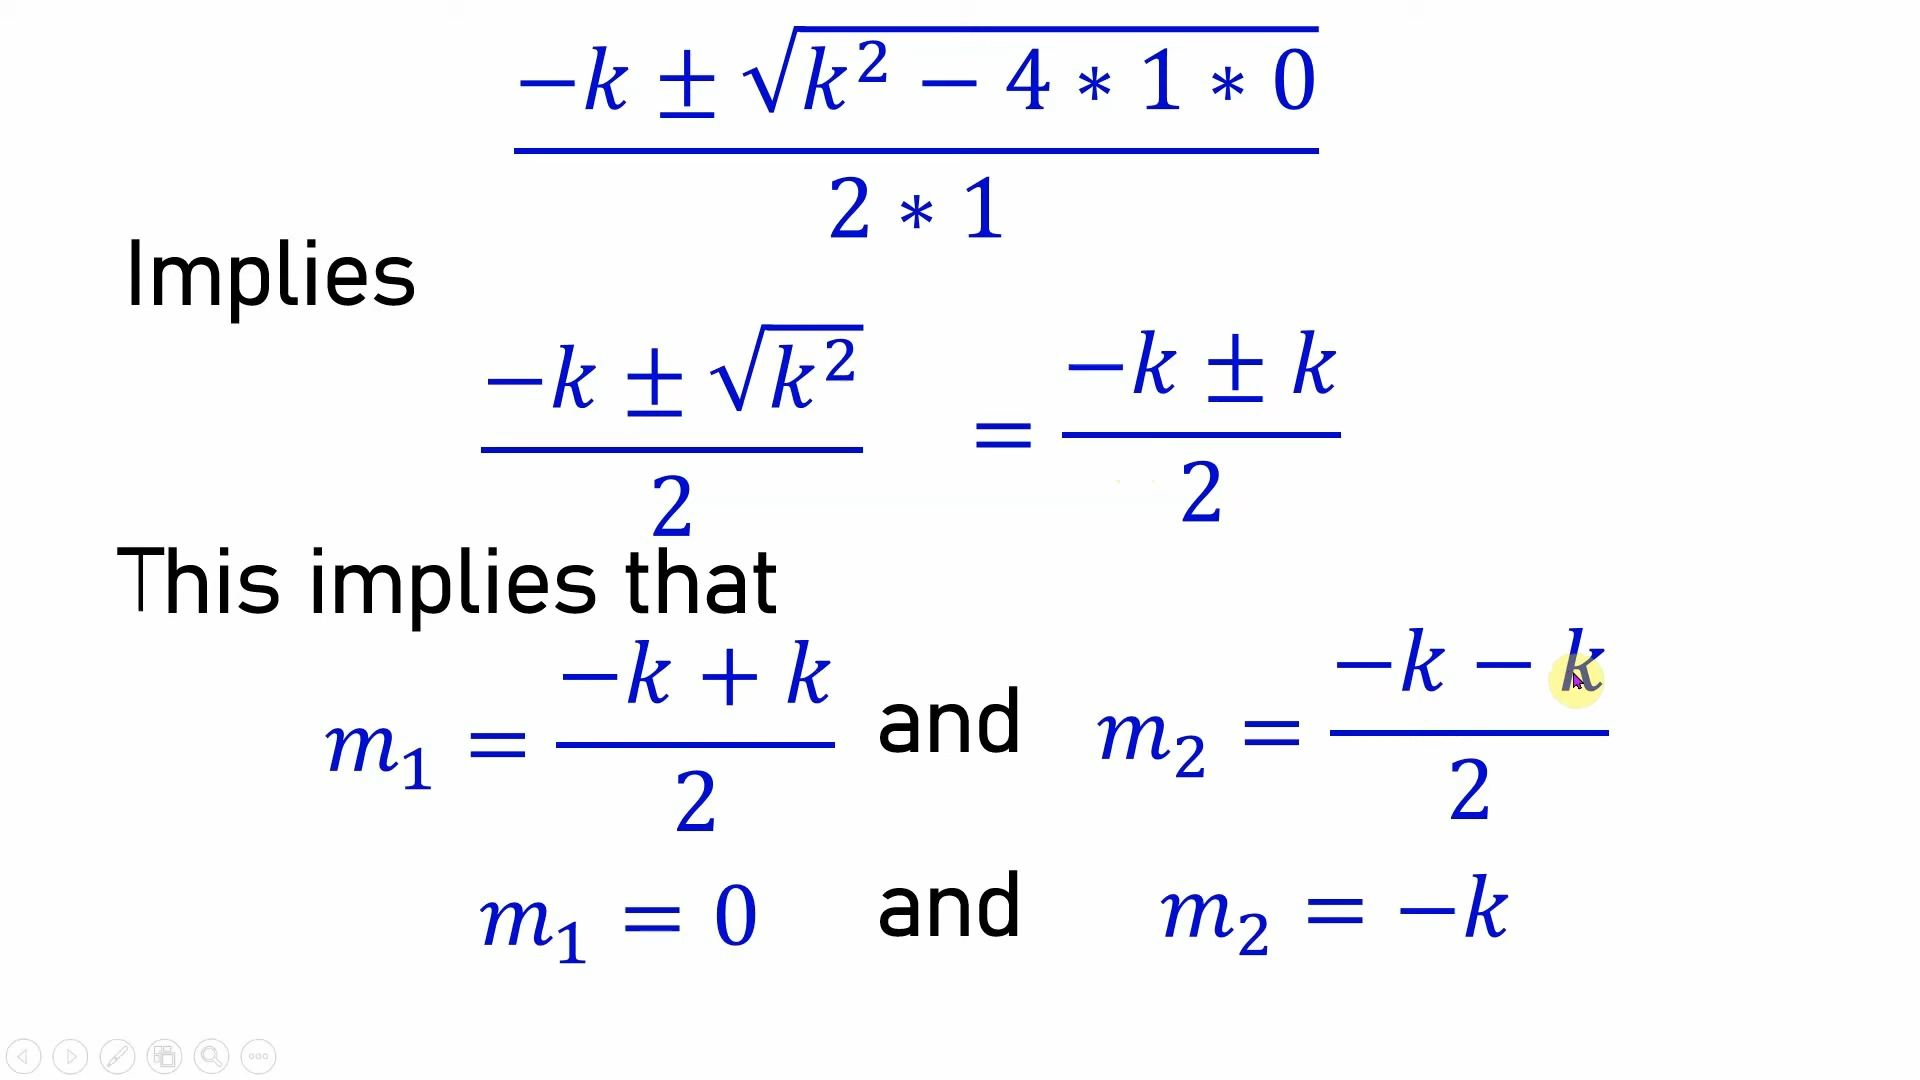 (-k ± √(k² - 4 * 1 * 0)) / (2 * 1)
Implies
(-k ± √(k²)) / 2 = (-k ± k) / 2
This implies that
m₁ = (-k + k) / 2 and m₂ = (-k - k) / 2
m₁ = 0 and m₂ = -k